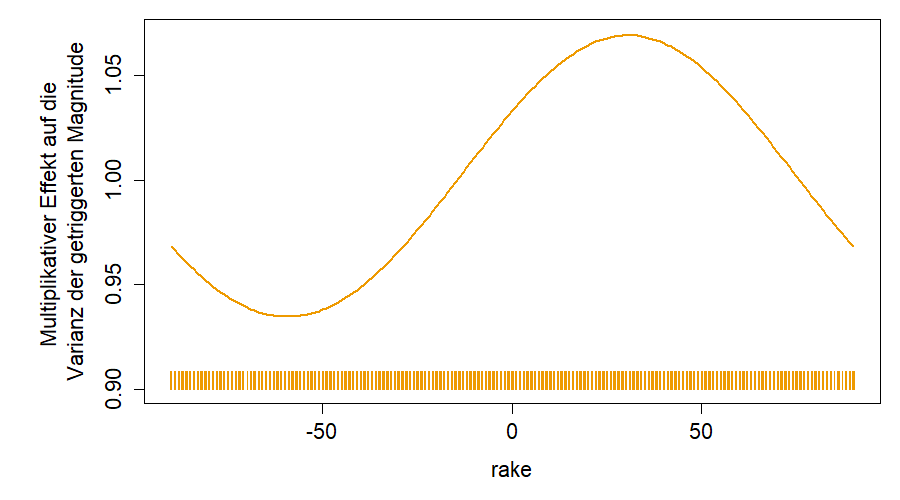 Multiplikativer Effekt auf die
Varianz der getriggerten Magnitude
1.05
1.00
0.95
0.90
-50
0
50
rake